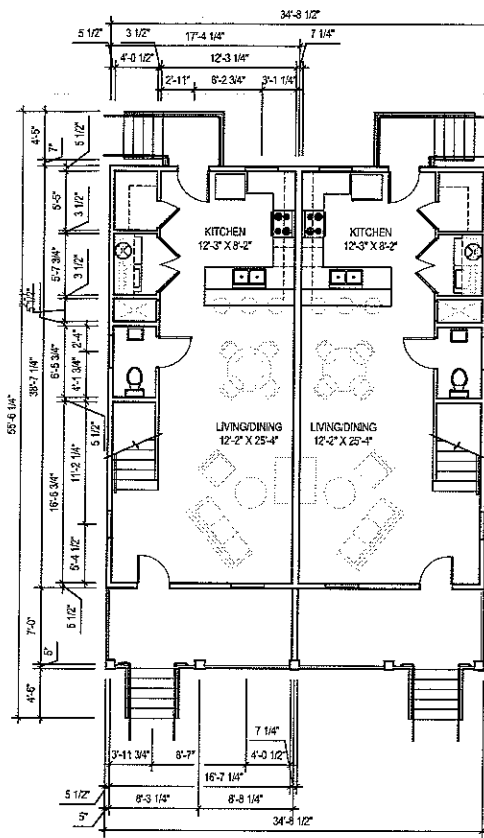 34'-8 1/2"
5 1/2" 3 1/2" 17'-4 1/4" 7 1/4"
4'-0 1/2" 12'-3 1/4"
2'-11" 6'-2 3/4" 3'-1 1/4"
4'-5"
7"
5 1/2"
5'-5"
3 1/2"
KITCHEN KITCHEN
12'-3" X 8'-2" 12'-3" X 8'-2"
5'-7 3/4"
3 1/2"
5 1/2"
2'-4"
6'-5 3/4"
4'-1 3/4"
38'-7 1/4"
55'-6 1/4"
5 1/2"
LIVING/DINING LIVING/DINING
12'-2" X 25'-4" 12'-2" X 25'-4"
11'-2 1/4"
16'-6 3/4"
5'-4 1/2"
5 1/2"
7'-0"
5"
4'-6"
7 1/4"
3'-11 3/4" 8'-7" 4'-0 1/2"
16'-7 1/4"
5 1/2" 8'-3 1/4" 8'-8 1/4"
5" 34'-8 1/2"